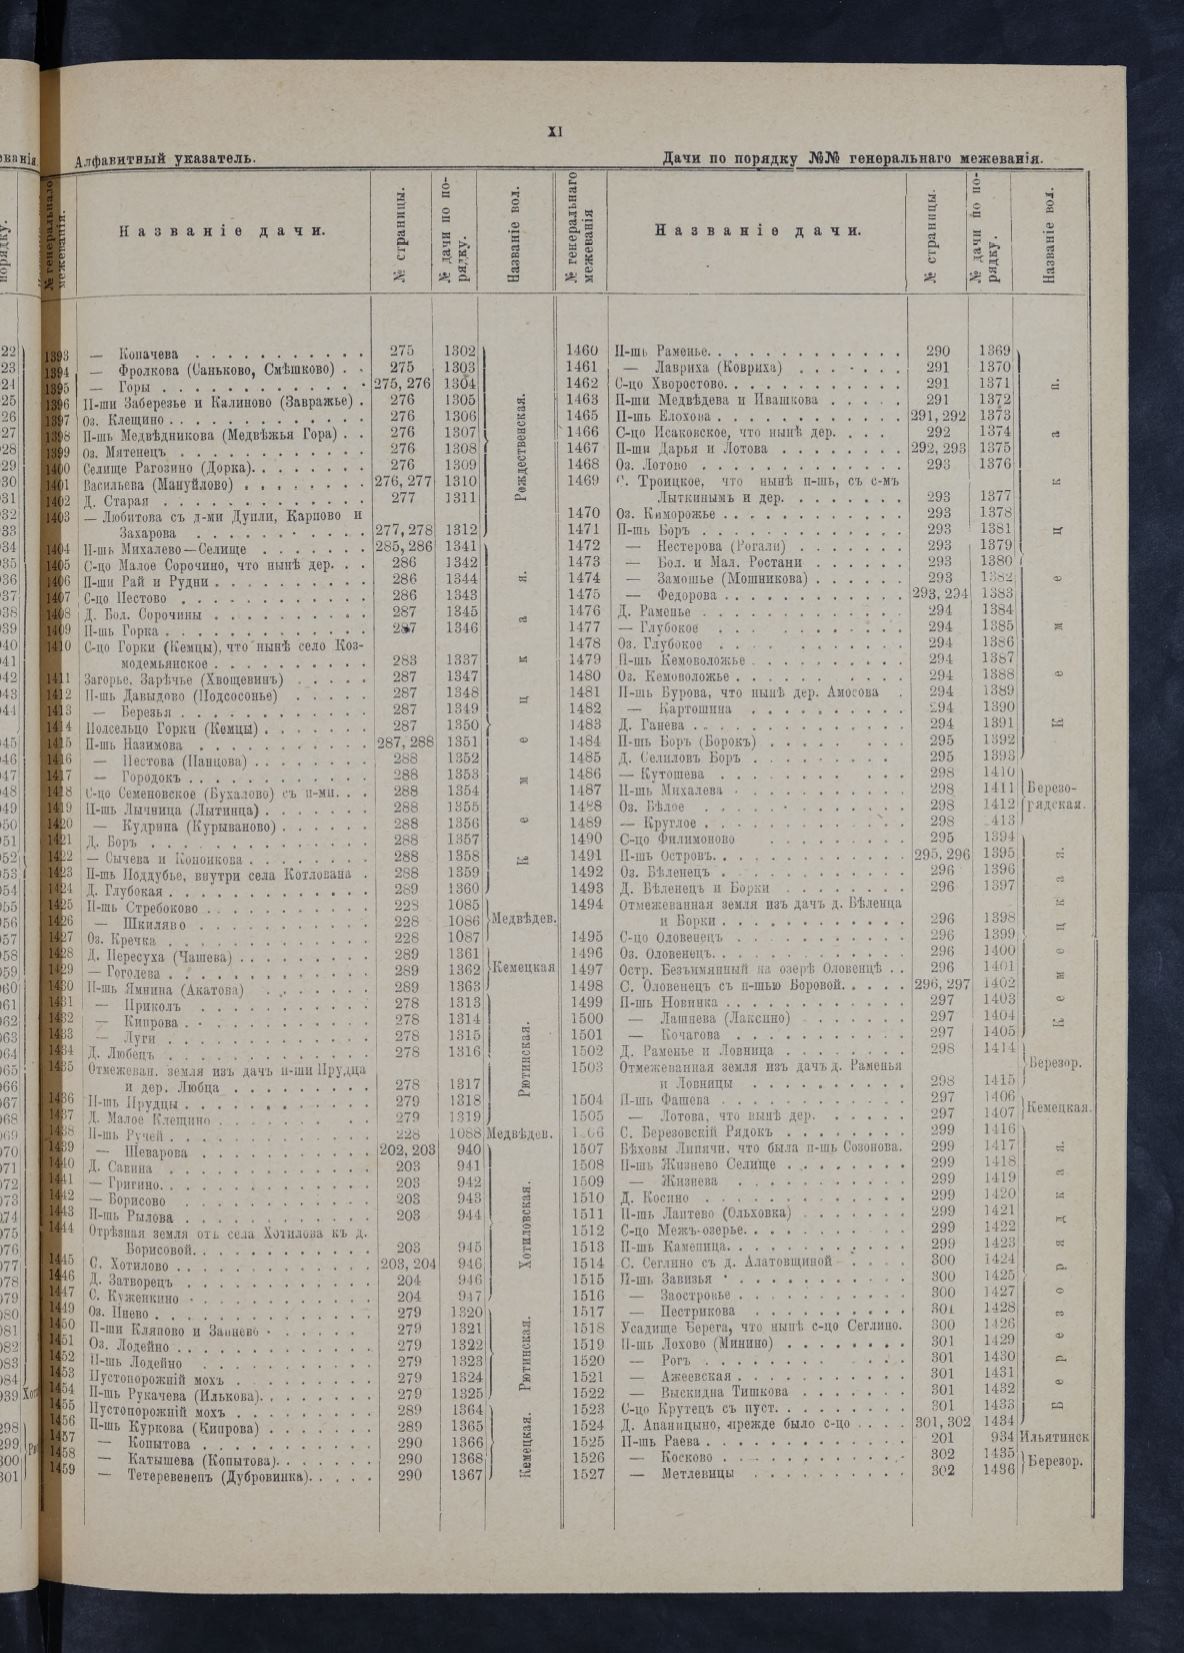 XI
Алфавитный указатель.
Дачи по порядку №№ генеральнаго межеванія.
№ генеральнаго межеванія.
Названіе дачи.
№ страницы.
№ дачи по порядку.
Названіе вол.
1393 — Копачева 275 1302
1394 — Фролкова (Саньково, Смѣшково) 275 1303
1395 — Горы 275, 276 1304
1396 П-ши Заберезье и Калиново (Завражье) 276 1305
1397 Оз. Клещино 276 1306
1398 П-шь Медвѣдникова (Медвѣжья Гора) 276 1307
1399 Оз. Мятенецъ 276 1308
1400 Селище Рагозино (Дорка) 276 1309
1401 Васильева (Мануйлово) 276, 277 1310
1402 Д. Старая 277 1311
1403 — Любитова съ д-ми Дупли, Карпово и
Захарова 277, 278 1312
Рождественская.
1404 П-шь Михалево—Селище 285, 286 1341
1405 С-цо Малое Сорочино, что нынѣ дер. 286 1342
1406 П-ши Рай и Рудни 286 1344
1407 С-цо Пестово 286 1343
1408 Д. Бол. Сорочины 287 1345
1409 П-шь Горка 287 1346
1410 С-цо Горки (Кемцы), что нынѣ село Коз-
модемьянское 283 1337
1411 Загорье, Зарѣчье (Хвощевинъ) 287 1347
1412 П-шь Давыдово (Подсосонье) 287 1348
1413 — Березья 287 1349
1414 Полсельцо Горки (Кемцы) 287 1350
1415 П-шь Назимова 287, 288 1351
1416 — Пестова (Панцова) 288 1352
1417 — Городокъ 288 1353
1418 С-цо Семеновское (Бухалово) съ п-ми. 288 1354
1419 П-шь Лычница (Лытница) 288 1355
1420 — Кудрина (Курываново) 288 1356
1421 Д. Боръ 288 1357
1422 — Сычева и Кононкова 288 1358
1423 П-шь Поддубье, внутри села Котлована 288 1359
1424 Д. Глубокая 289 1360
Кемецкая.
1425 П-шь Стребоково 228 1085
1426 — Шкиляво 228 1086
1427 Оз. Кречка 228 1087
Медвѣдев.
1428 Д. Пересуха (Чашева) 289 1361
1429 — Гоголева 289 1362
1430 П-шь Ямнина (Акатова) 289 1363
Кемецкая
1431 — Приколъ 278 1313
1432 — Кипрова 278 1314
1433 — Луги 278 1315
1434 Д. Любецъ 278 1316
1435 Отмежеван. земля изъ дачъ п-ши Прудца
и дер. Любца 278 1317
1436 П-шь Прудцы 279 1318
1437 Д. Малое Клещино 279 1319
Рютинская.
1438 П-шь Ручей 228 1088 Медвѣдев.
1439 — Шеварова 202, 203 940
1440 Д. Савина 203 941
1441 — Григино. 203 942
1442 — Борисово 203 943
1443 П-шь Рылова 203 944
1444 Отрѣзная земля отъ села Хотилова къ д.
Борисовой. 203 945
1445 С. Хотилово 203, 204 946
1446 Д. Затворецъ 204 946
1447 С. Куженкино 204 947
Хотиловская.
1449 Оз. Пнево 279 1320
1450 П-ши Кляпово и Запнево 279 1321
1451 Оз. Лодейно 279 1322
1452 П-шь Лодейно 279 1323
1453 Пустопорожній мохъ 279 1324
1454 П-шь Рукачева (Илькова). 279 1325
Рютинская.
1455 Пустопорожній мохъ 289 1364
1456 П-шь Куркова (Кипрова) 289 1365
1457 — Копытова 290 1366
1458 — Катышева (Копытова). 290 1368
1459 — Тетеревененъ (Дубровинка). 290 1367
Кемецкая.
№ генеральнаго межеванія
Названіе дачи.
№ страницы.
№ дачи по порядку.
Названіе вол.
1460 П-шь Раменье. 290 1369
1461 — Лавриха (Ковриха) 291 1370
1462 С-цо Хворостово. 291 1371
1463 П-ши Медвѣдева и Ивашкова 291 1372
1465 П-шь Елохова 291, 292 1373
1466 С-цо Исаковское, что нынѣ дер. 292 1374
1467 П-ши Дарья и Лотова 292, 293 1375
1468 Оз. Лотово 293 1376
1469 С. Троицкое, что нынѣ п-шь, съ с-мъ
Лыткинымъ и дер. 293 1377
1470 Оз. Киморожье 293 1378
1471 П-шь Боръ 293 1381
1472 — Нестерова (Рогали) 293 1379
1473 — Бол. и Мал. Ростани 293 1380
1474 — Замошье (Мошникова) 293 1382
1475 — Федорова 293, 294 1383
1476 Д. Раменье 294 1384
1477 — Глубокое 294 1385
1478 Оз. Глубокое 294 1386
1479 П-шь Кемоволожье 294 1387
1480 Оз. Кемоволожье 294 1388
1481 П-шь Бурова, что нынѣ дер. Амосова 294 1389
1482 — Картошина 294 1390
1483 Д. Ганева 294 1391
1484 П-шь Боръ (Борокъ) 295 1392
1485 Д. Селиловъ Боръ 295 1393
Кемецкая.
1486 — Кутошева 298 1410
1487 П-шь Михалева 298 1411
1488 Оз. Бѣлое 298 1412
1489 — Круглое 298 413
Березо-
рядская.
1490 С-цо Филимоново 295 1394
1491 П-шь Островъ. 295, 296 1395
1492 Оз. Бѣленецъ 296 1396
1493 Д. Бѣленецъ и Борки 296 1397
1494 Отмежеванная земля изъ дачъ д. Бѣленца
и Борки 296 1398
1495 С-цо Оловенецъ 296 1399
1496 Оз. Оловенецъ. 296 1400
1497 Остр. Безъимянный на озерѣ Оловенцѣ 296 1401
1498 С. Оловенецъ съ п-шью Боровой. 296, 297 1402
1499 П-шь Новинка 297 1403
1500 — Лашнева (Лаксино) 297 1404
1501 — Кочагова 297 1405
Кемецкая.
1502 Д. Раменье и Ловница 298 1414
1503 Отмежеванная земля изъ дачъ д. Раменья
и Ловницы 298 1415
Березор.
1504 П-шь Фашева 297 1406
1505 — Лотова, что нынѣ дер. 297 1407
Кемецкая.
С. Березовскій Рядокъ 299 1416
1507 Бѣховы Липячи, что была п-шь Созонова. 299 1417
1508 П-шь Жизнево Селище 299 1418
1509 — Жизнева 299 1419
1510 Д. Косино 299 1420
1511 П-шь Лаптево (Ольховка) 299 1421
1512 С-цо Межъ-озерье. 299 1422
1513 П-шь Каменица. 299 1423
1514 С. Сеглино съ д. Алатовщиной 300 1424
1515 П-шь Завизья 300 1425
1516 — Заостровье 300 1427
1517 — Пестрикова 301 1428
1518 Усадище Берега, что нынѣ с-цо Сеглино. 300 1426
1519 П-шь Лохово (Минино) 301 1429
1520 — Рогъ 301 1430
1521 — Ажеевская 301 1431
1522 — Выскидна Тишкова 301 1432
1523 С-цо Крутецъ съ пуст. 301 1433
1524 Д. Апаницыно, прежде было с-цо 301, 302 1434
Березорядская.
1525 П-шь Раева 201 934 Ильятинск
1526 — Косково 302 1435
1527 — Метлевицы 302 1436
Березор.